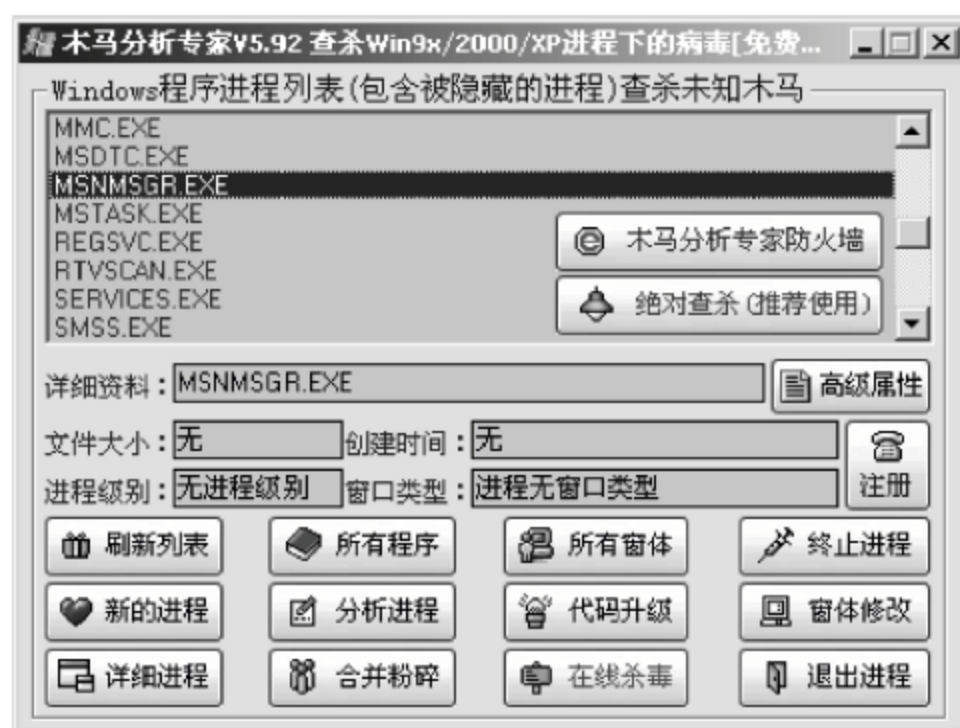 木马分析专家V5.92 查杀Win9x/2000/XP进程下的病毒[免费...
Windows程序进程列表(包含被隐藏的进程)查杀未知木马
MMC.EXE
MSDTC.EXE
MSNMSGR.EXE
MSTASK.EXE
REGSVC.EXE
RTVSCAN.EXE
SERVICES.EXE
SMSS.EXE
木马分析专家防火墙
绝对查杀(推荐使用)
详细资料：MSNMSGR.EXE 高级属性
文件大小：无 创建时间：无
进程级别：无进程级别 窗口类型：进程无窗口类型
注册
刷新列表 所有程序 所有窗体 终止进程
新的进程 分析进程 代码升级 窗体修改
详细进程 合并粉碎 在线杀毒 退出进程